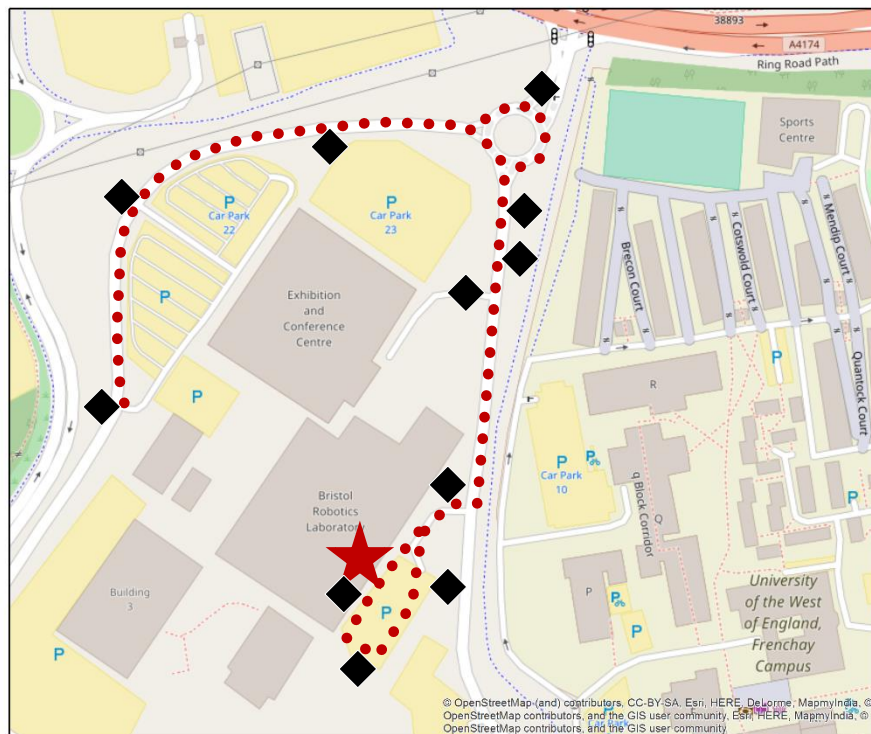 38893
A4174
Ring Road Path
Sports
Centre
P
Car Park
22
P
Car Park
23
Brecon Court
Cotswold Court
Mendip Court
Quantock Court
P
Exhibition
and
Conference
Centre
P
P
R
P
Car Park
10
q Block Corridor
Q
P
Bristol
Robotics
Laboratory
Building
3
P
P
P
P
P
P
University
of the West
of England,
Frenchay
Campus
Car Park
© OpenStreetMap (and) contributors, CC-BY-SA, Esri, HERE, DeLorme, MapmyIndia, ©
OpenStreetMap contributors, and the GIS user community, Esri, HERE, MapmyIndia, ©
OpenStreetMap contributors, and the GIS user community